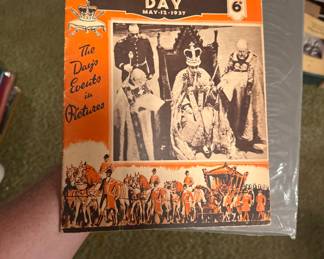 DAY
MAY·12·1937
6ᴰ
The
Day's
Events
in
Pictures